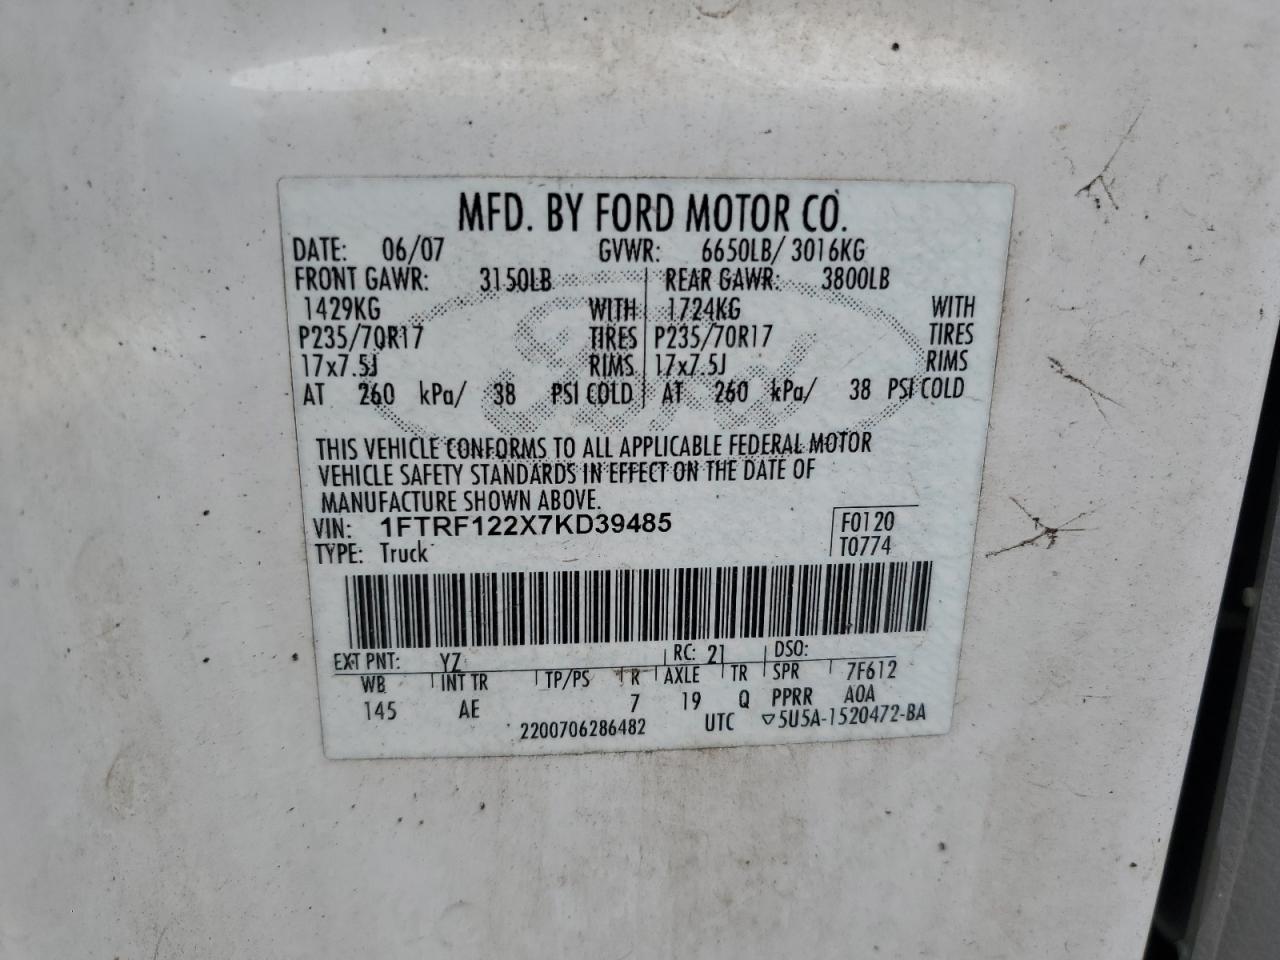 MFD. BY FORD MOTOR CO.
DATE: 06/07 GVWR: 6650LB/ 3016KG
FRONT GAWR: 3150LB REAR GAWR: 3800LB
1429KG WITH 1724KG WITH
P235/70R17 TIRES P235/70R17 TIRES
17x7.5J RIMS 17x7.5J RIMS
AT 260 kPa/ 38 PSI COLD AT 260 kPa/ 38 PSI COLD
THIS VEHICLE CONFORMS TO ALL APPLICABLE FEDERAL MOTOR
VEHICLE SAFETY STANDARDS IN EFFECT ON THE DATE OF
MANUFACTURE SHOWN ABOVE.
VIN: 1FTRF122X7KD39485 F0120
TYPE: Truck T0774
EXT PNT: YZ RC: 21 DSO:
WB INT TR TP/PS R AXLE TR SPR 7F612
145 AE 7 19 Q PPRR A0A
2200706286482 UTC ▽5U5A-1520472-BA